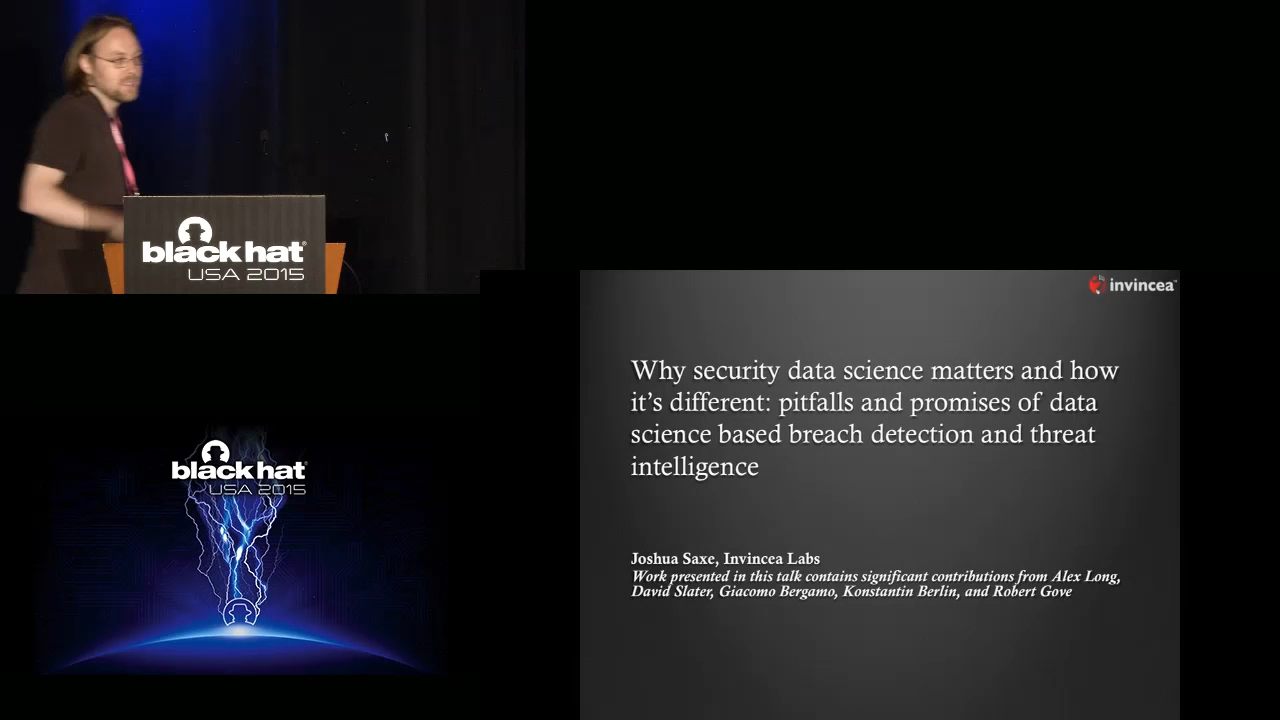 black hat
USA 2015
invincea
Why security data science matters and how
it's different: pitfalls and promises of data
science based breach detection and threat
intelligence
black hat
USA 2015
Joshua Saxe, Invincea Labs
Work presented in this talk contains significant contributions from Alex Long,
David Slater, Giacomo Bergamo, Konstantin Berlin, and Robert Gove